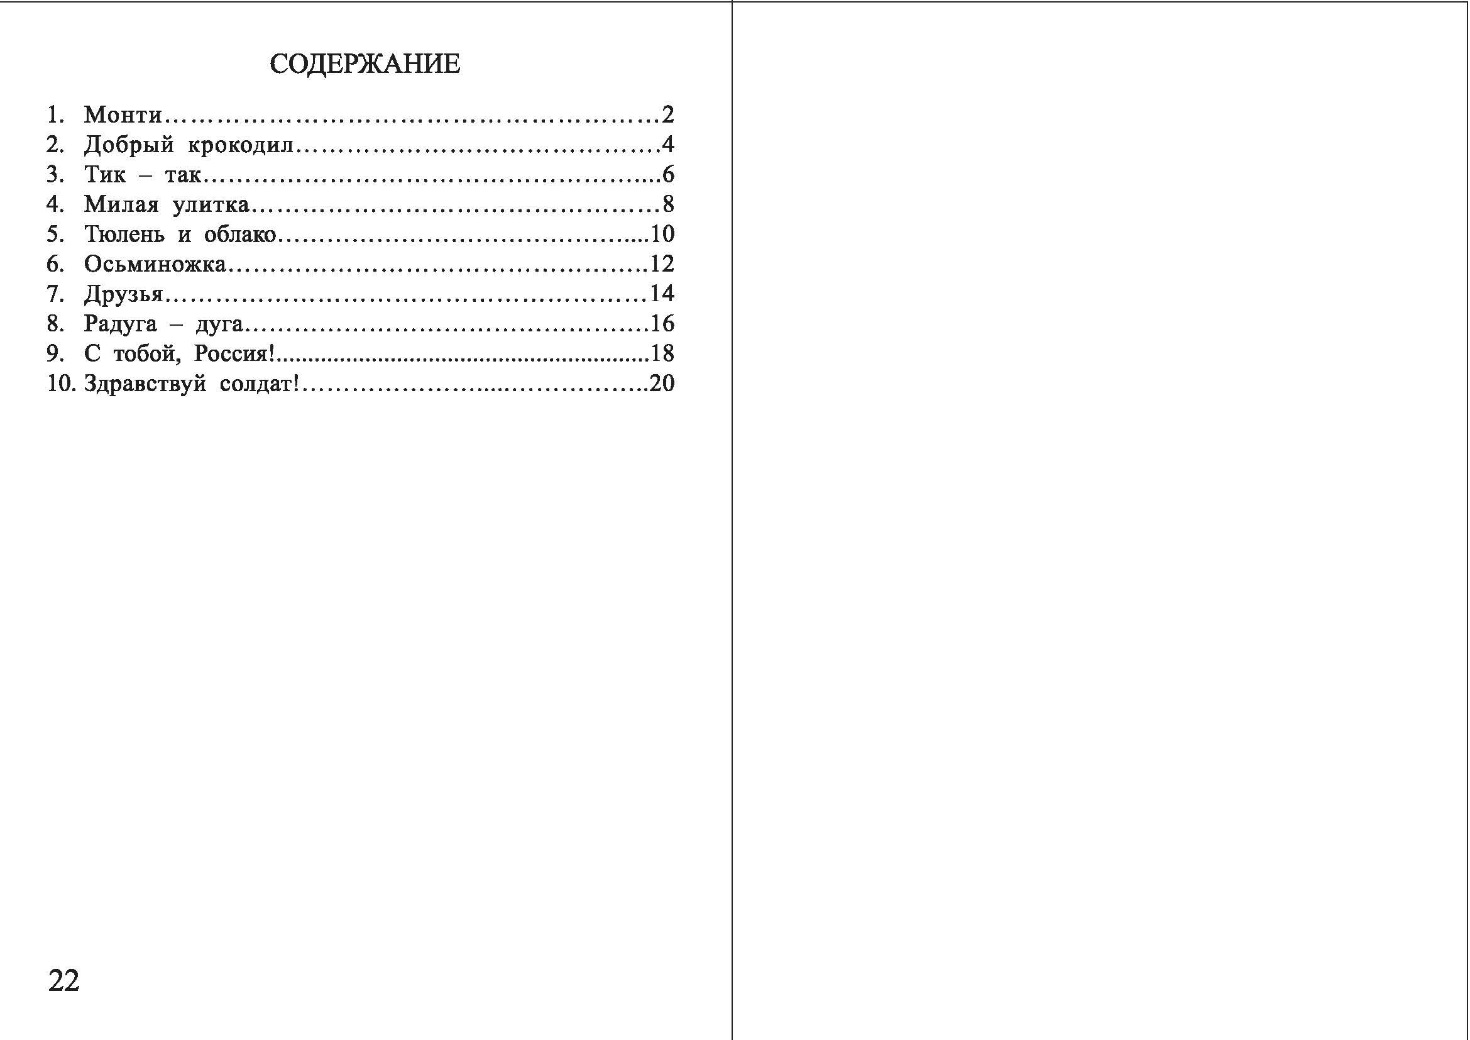 СОДЕРЖАНИЕ
1. Монти……………………………………………………2
2. Добрый крокодил…………………………………….4
3. Тик – так……………………………………………...6
4. Милая улитка…………………………………………8
5. Тюлень и облако…………………………………....10
6. Осьминожка…………………………………………..12
7. Друзья…………………………………………………14
8. Радуга – дуга…………………………………………16
9. С тобой, Россия!..........................................................18
10. Здравствуй солдат!…………………....……………..20
22